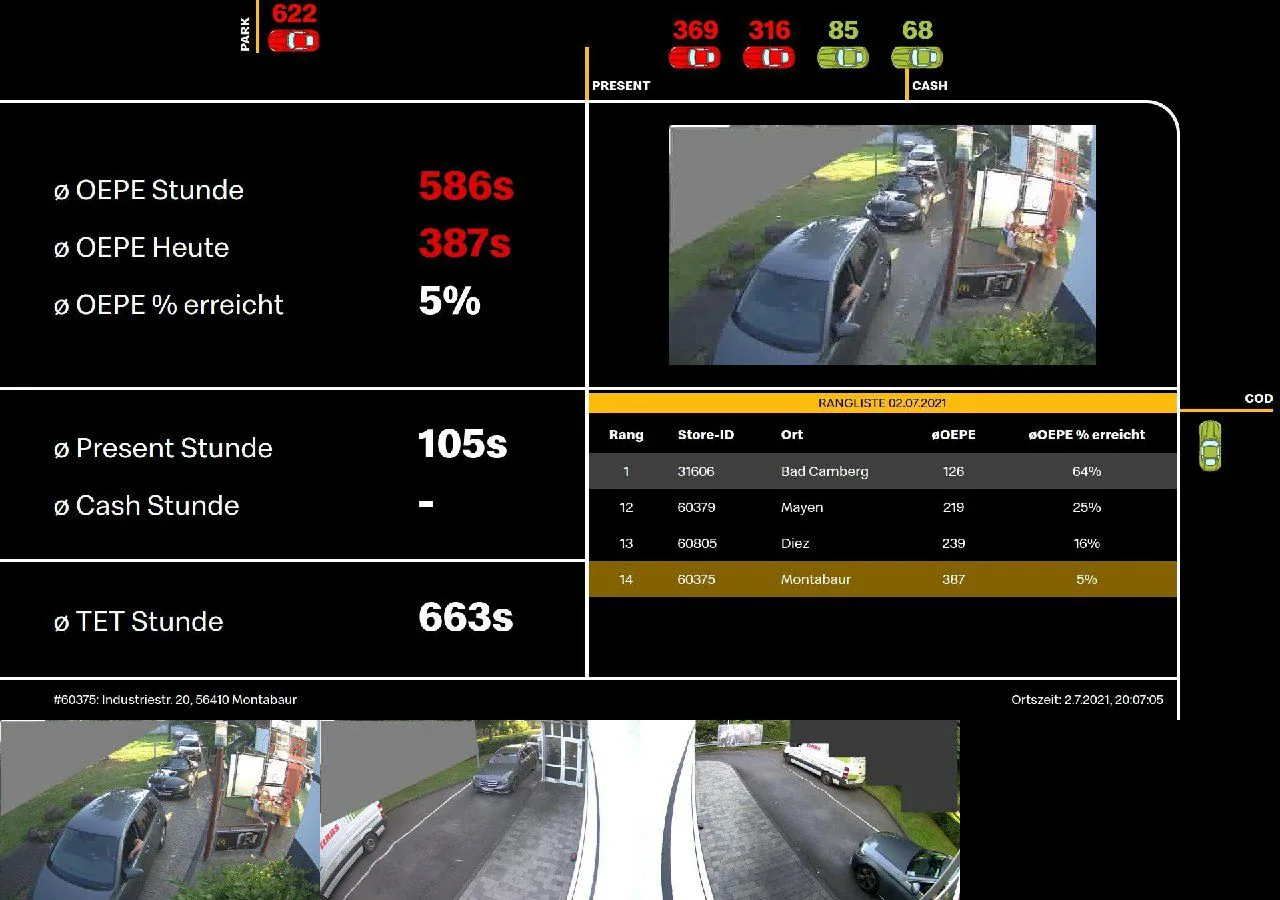 PARK
622
369 316 85 68
PRESENT
CASH
ø OEPE Stunde 586s
ø OEPE Heute 387s
ø OEPE % erreicht 5%
COD
RANGLISTE 02.07.2021
Rang Store-ID Ort øOEPE øOEPE % erreicht
1 31606 Bad Camberg 126 64%
12 60379 Mayen 219 25%
13 60805 Diez 239 16%
14 60375 Montabaur 387 5%
ø Present Stunde 105s
ø Cash Stunde -
ø TET Stunde 663s
#60375: Industriestr. 20, 56410 Montabaur
Ortszeit: 2.7.2021, 20:07:05
CLAAS